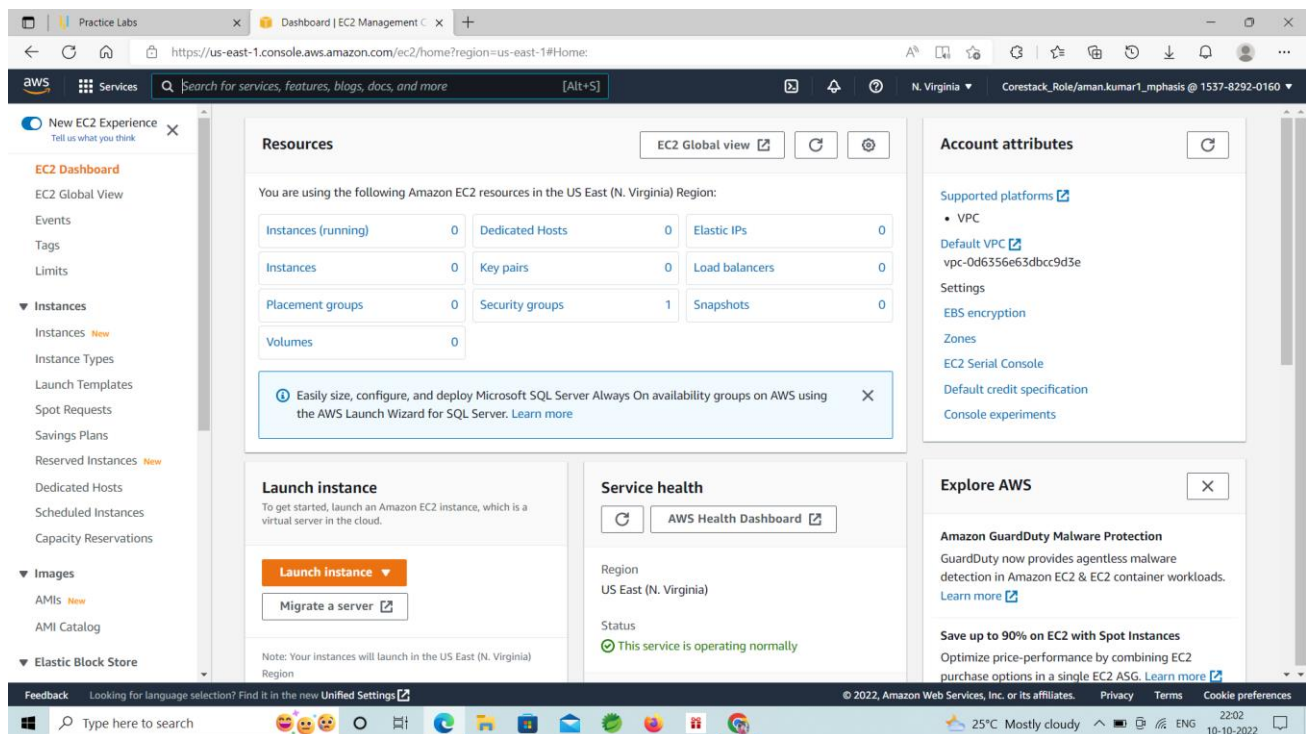 Practice Labs
Dashboard | EC2 Management C
https://us-east-1.console.aws.amazon.com/ec2/home?region=us-east-1#Home:
aws
Services
Search for services, features, blogs, docs, and more
[Alt+S]
N. Virginia
Corestack_Role/aman.kumar1_mphasis @ 1537-8292-0160
New EC2 Experience
Tell us what you think
EC2 Dashboard
EC2 Global View
Events
Tags
Limits
Instances
Instances New
Instance Types
Launch Templates
Spot Requests
Savings Plans
Reserved Instances New
Dedicated Hosts
Scheduled Instances
Capacity Reservations
Images
AMIs New
AMI Catalog
Elastic Block Store
Resources
EC2 Global view
You are using the following Amazon EC2 resources in the US East (N. Virginia) Region:
Instances (running) 0 Dedicated Hosts 0 Elastic IPs 0
Instances 0 Key pairs 0 Load balancers 0
Placement groups 0 Security groups 1 Snapshots 0
Volumes 0
Easily size, configure, and deploy Microsoft SQL Server Always On availability groups on AWS using
the AWS Launch Wizard for SQL Server. Learn more
Launch instance
To get started, launch an Amazon EC2 instance, which is a
virtual server in the cloud.
Launch instance
Migrate a server
Note: Your instances will launch in the US East (N. Virginia)
Region
Service health
AWS Health Dashboard
Region
US East (N. Virginia)
Status
This service is operating normally
Account attributes
Supported platforms
• VPC
Default VPC
vpc-0d6356e63dbcc9d3e
Settings
EBS encryption
Zones
EC2 Serial Console
Default credit specification
Console experiments
Explore AWS
Amazon GuardDuty Malware Protection
GuardDuty now provides agentless malware
detection in Amazon EC2 & EC2 container workloads.
Learn more
Save up to 90% on EC2 with Spot Instances
Optimize price-performance by combining EC2
purchase options in a single EC2 ASG. Learn more
Feedback
Looking for language selection? Find it in the new Unified Settings
© 2022, Amazon Web Services, Inc. or its affiliates.
Privacy
Terms
Cookie preferences
Type here to search
25°C Mostly cloudy
ENG
22:02
10-10-2022